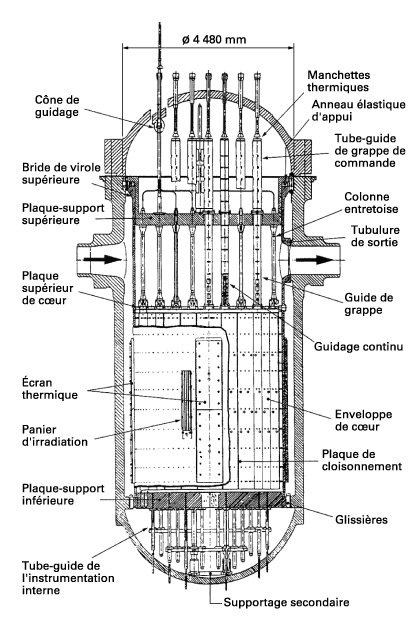 ø 4 480 mm
Manchettes
thermiques
Cône de
guidage
Anneau élastique
d'appui
Tube-guide
de grappe de
commande
Bride de virole
supérieure
Colonne
entretoise
Plaque-support
supérieure
Tubulure
de sortie
Plaque
supérieur
de cœur
Guide de
grappe
Guidage continu
Écran
thermique
Enveloppe
de cœur
Panier
d'irradiation
Plaque de
cloisonnement
Plaque-support
inférieure
Glissières
Tube-guide de
l'instrumentation
interne
Supportage secondaire